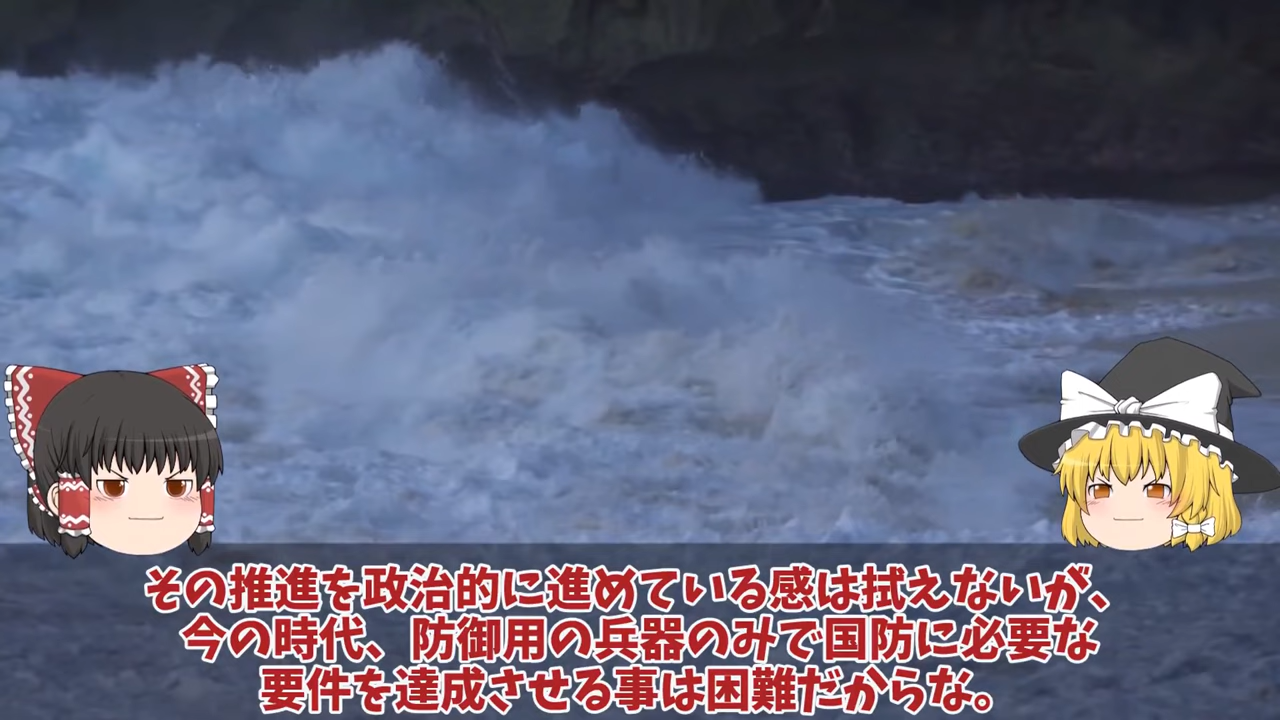 その推進を政治的に進めている感は拭えないが、
今の時代、防御用の兵器のみで国防に必要な
要件を達成させる事は困難だからな。